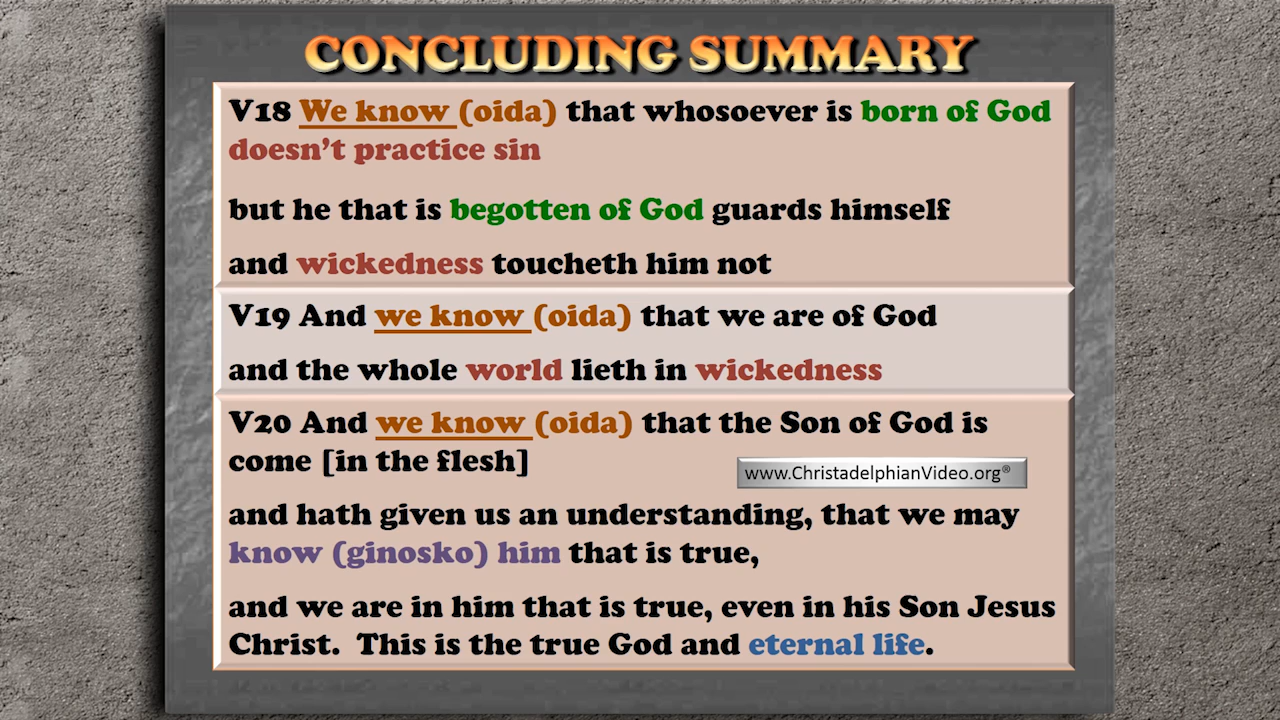 CONCLUDING SUMMARY
V18 We know (oida) that whosoever is born of God
doesn't practice sin
but he that is begotten of God guards himself
and wickedness toucheth him not
V19 And we know (oida) that we are of God
and the whole world lieth in wickedness
V20 And we know (oida) that the Son of God is
come [in the flesh]
www.ChristadelphianVideo.org®
and hath given us an understanding, that we may
know (ginosko) him that is true,
and we are in him that is true, even in his Son Jesus
Christ.  This is the true God and eternal life.